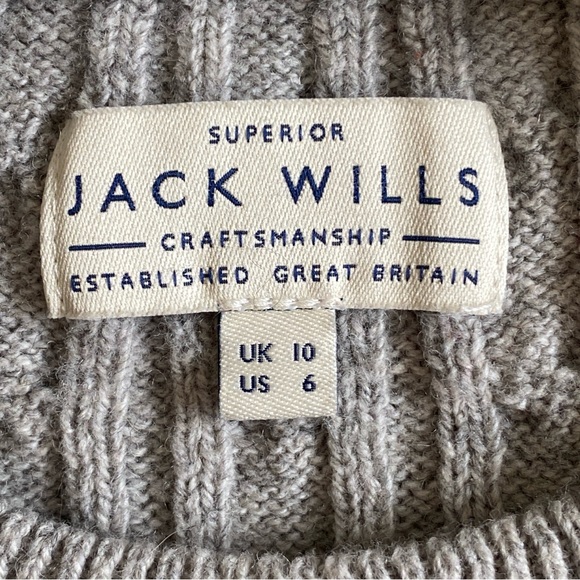 SUPERIOR
JACK WILLS
CRAFTSMANSHIP
ESTABLISHED GREAT BRITAIN
UK 10
US 6